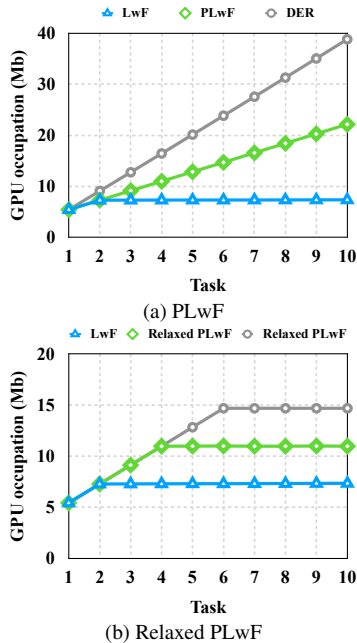 LwF PLwF DER
GPU occupation (Mb)
40
30
20
10
0
1 2 3 4 5 6 7 8 9 10
Task
(a) PLwF
LwF Relaxed PLwF Relaxed PLwF
GPU occupation (Mb)
20
15
10
5
0
1 2 3 4 5 6 7 8 9 10
Task
(b) Relaxed PLwF